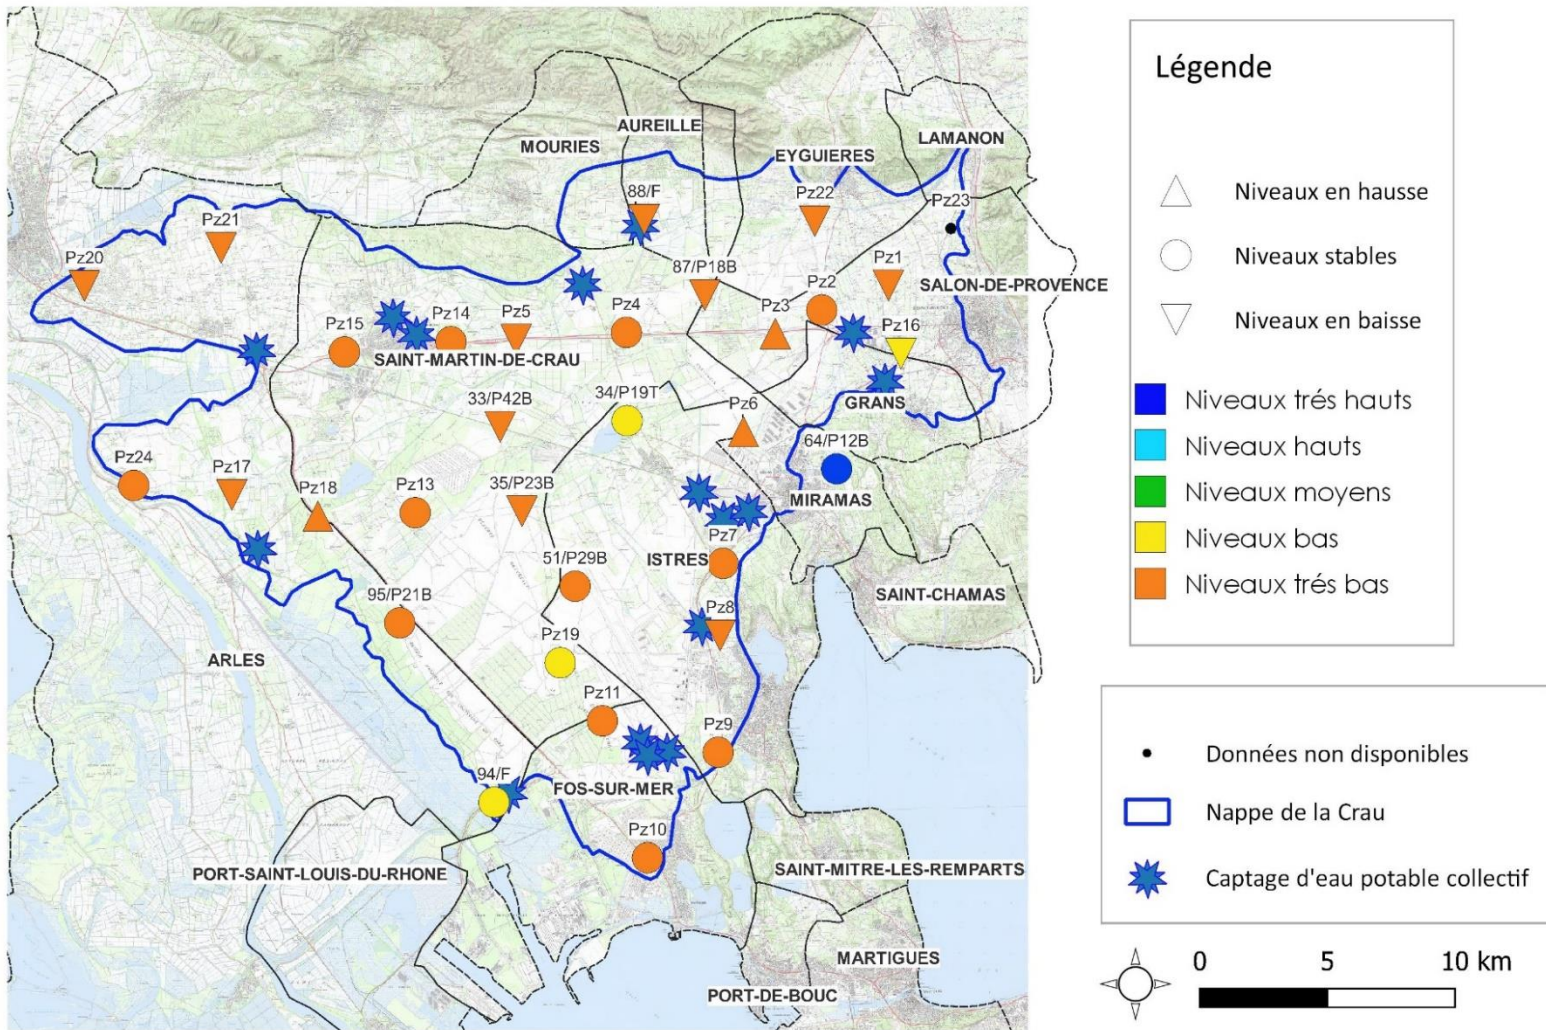 AUREILLE
LAMANON
MOURIES
EYGUIERES
88/F
Pz22
Pz23
Pz21
Pz20
87/P18B
Pz1
SALON-DE-PROVENCE
Pz2
Pz3
Pz4
Pz5
Pz14
Pz15
Pz16
SAINT-MARTIN-DE-CRAU
33/P42B
34/P19T
GRANS
Pz6
64/P12B
Pz24
Pz17
Pz18
Pz13
35/P23B
MIRAMAS
Pz7
51/P29B
ISTRES
95/P21B
SAINT-CHAMAS
Pz8
Pz19
ARLES
Pz11
Pz9
94/F
FOS-SUR-MER
Pz10
PORT-SAINT-LOUIS-DU-RHONE
SAINT-MITRE-LES-REMPARTS
MARTIGUES
PORT-DE-BOUC
Légende
Niveaux en hausse
Niveaux stables
Niveaux en baisse
Niveaux trés hauts
Niveaux hauts
Niveaux moyens
Niveaux bas
Niveaux trés bas
Données non disponibles
Nappe de la Crau
Captage d'eau potable collectif
0 5 10 km